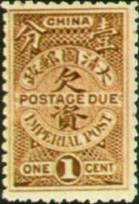 CHINA
分 壹
政郵國清大
欠
POSTAGE DUE
資
IMPERIAL POST
ONE 1 CENT